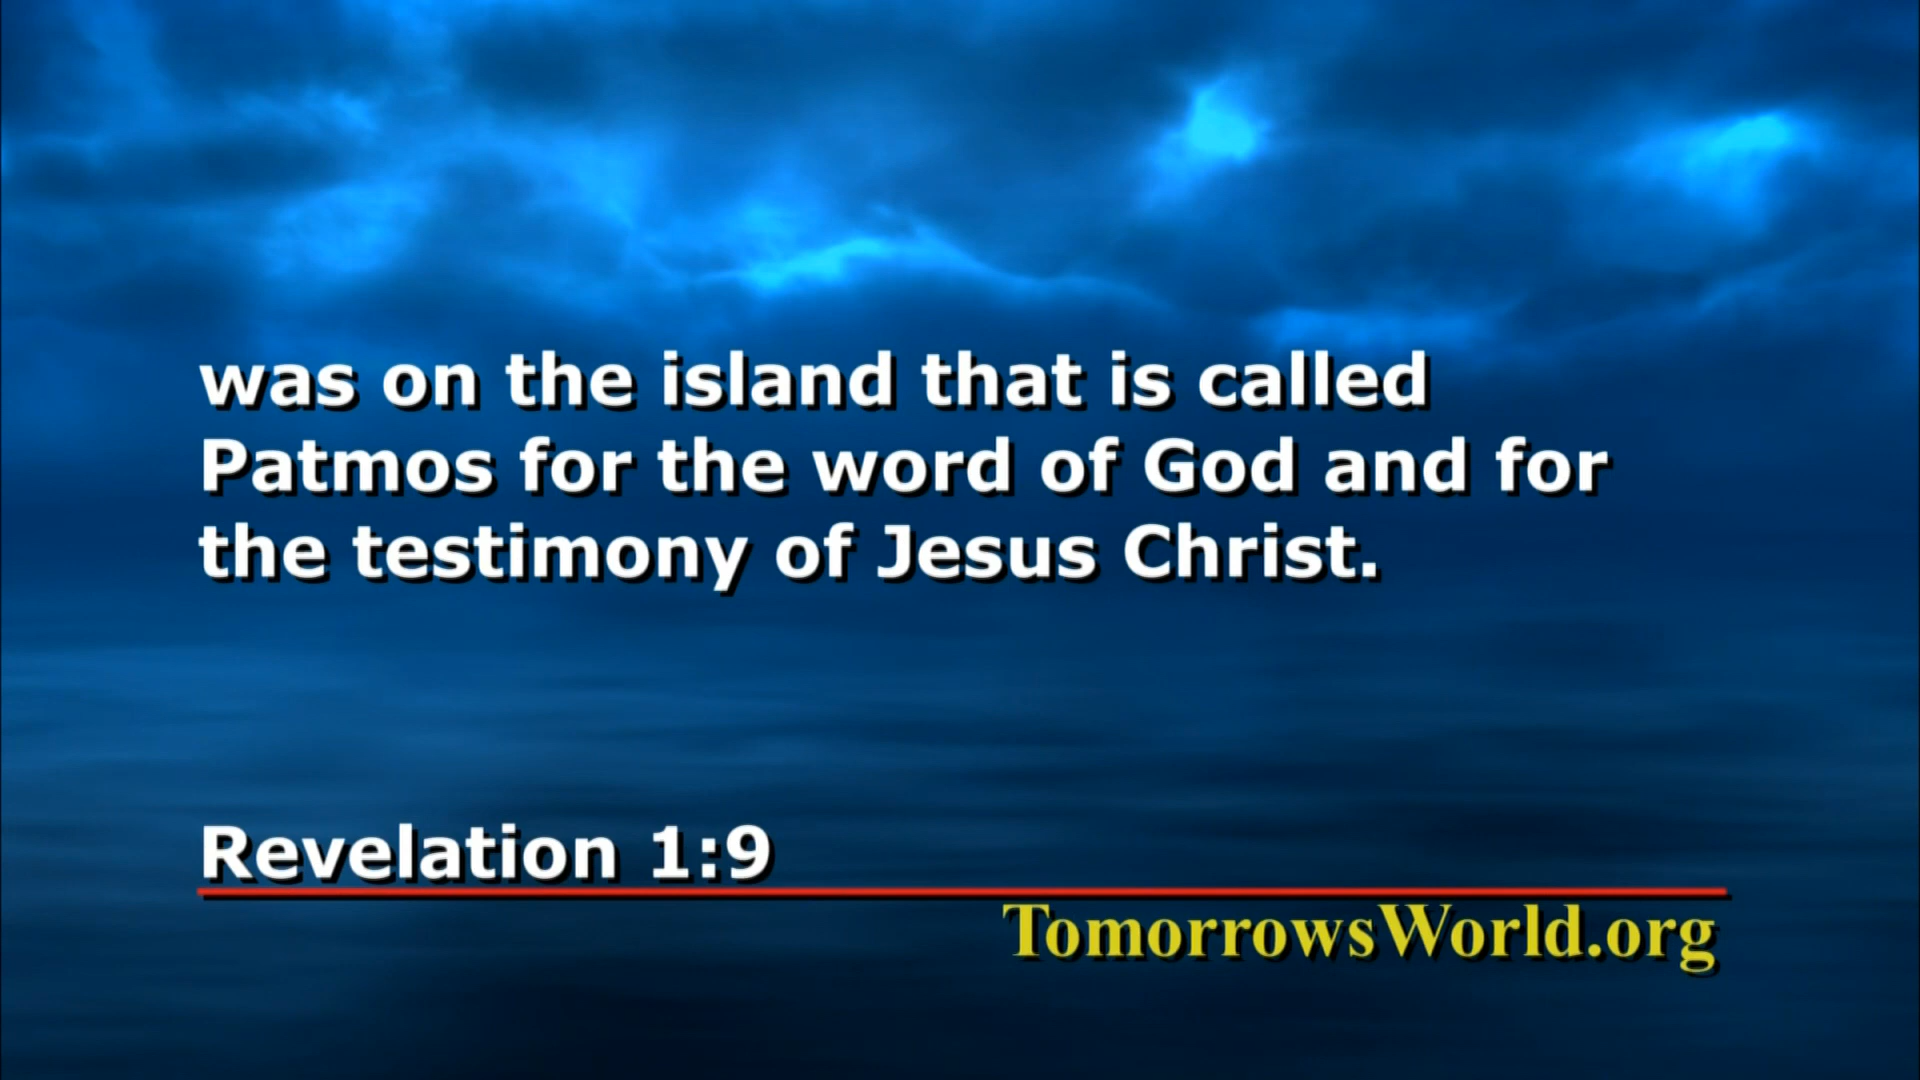 was on the island that is called
Patmos for the word of God and for
the testimony of Jesus Christ.
Revelation 1:9
TomorrowsWorld.org